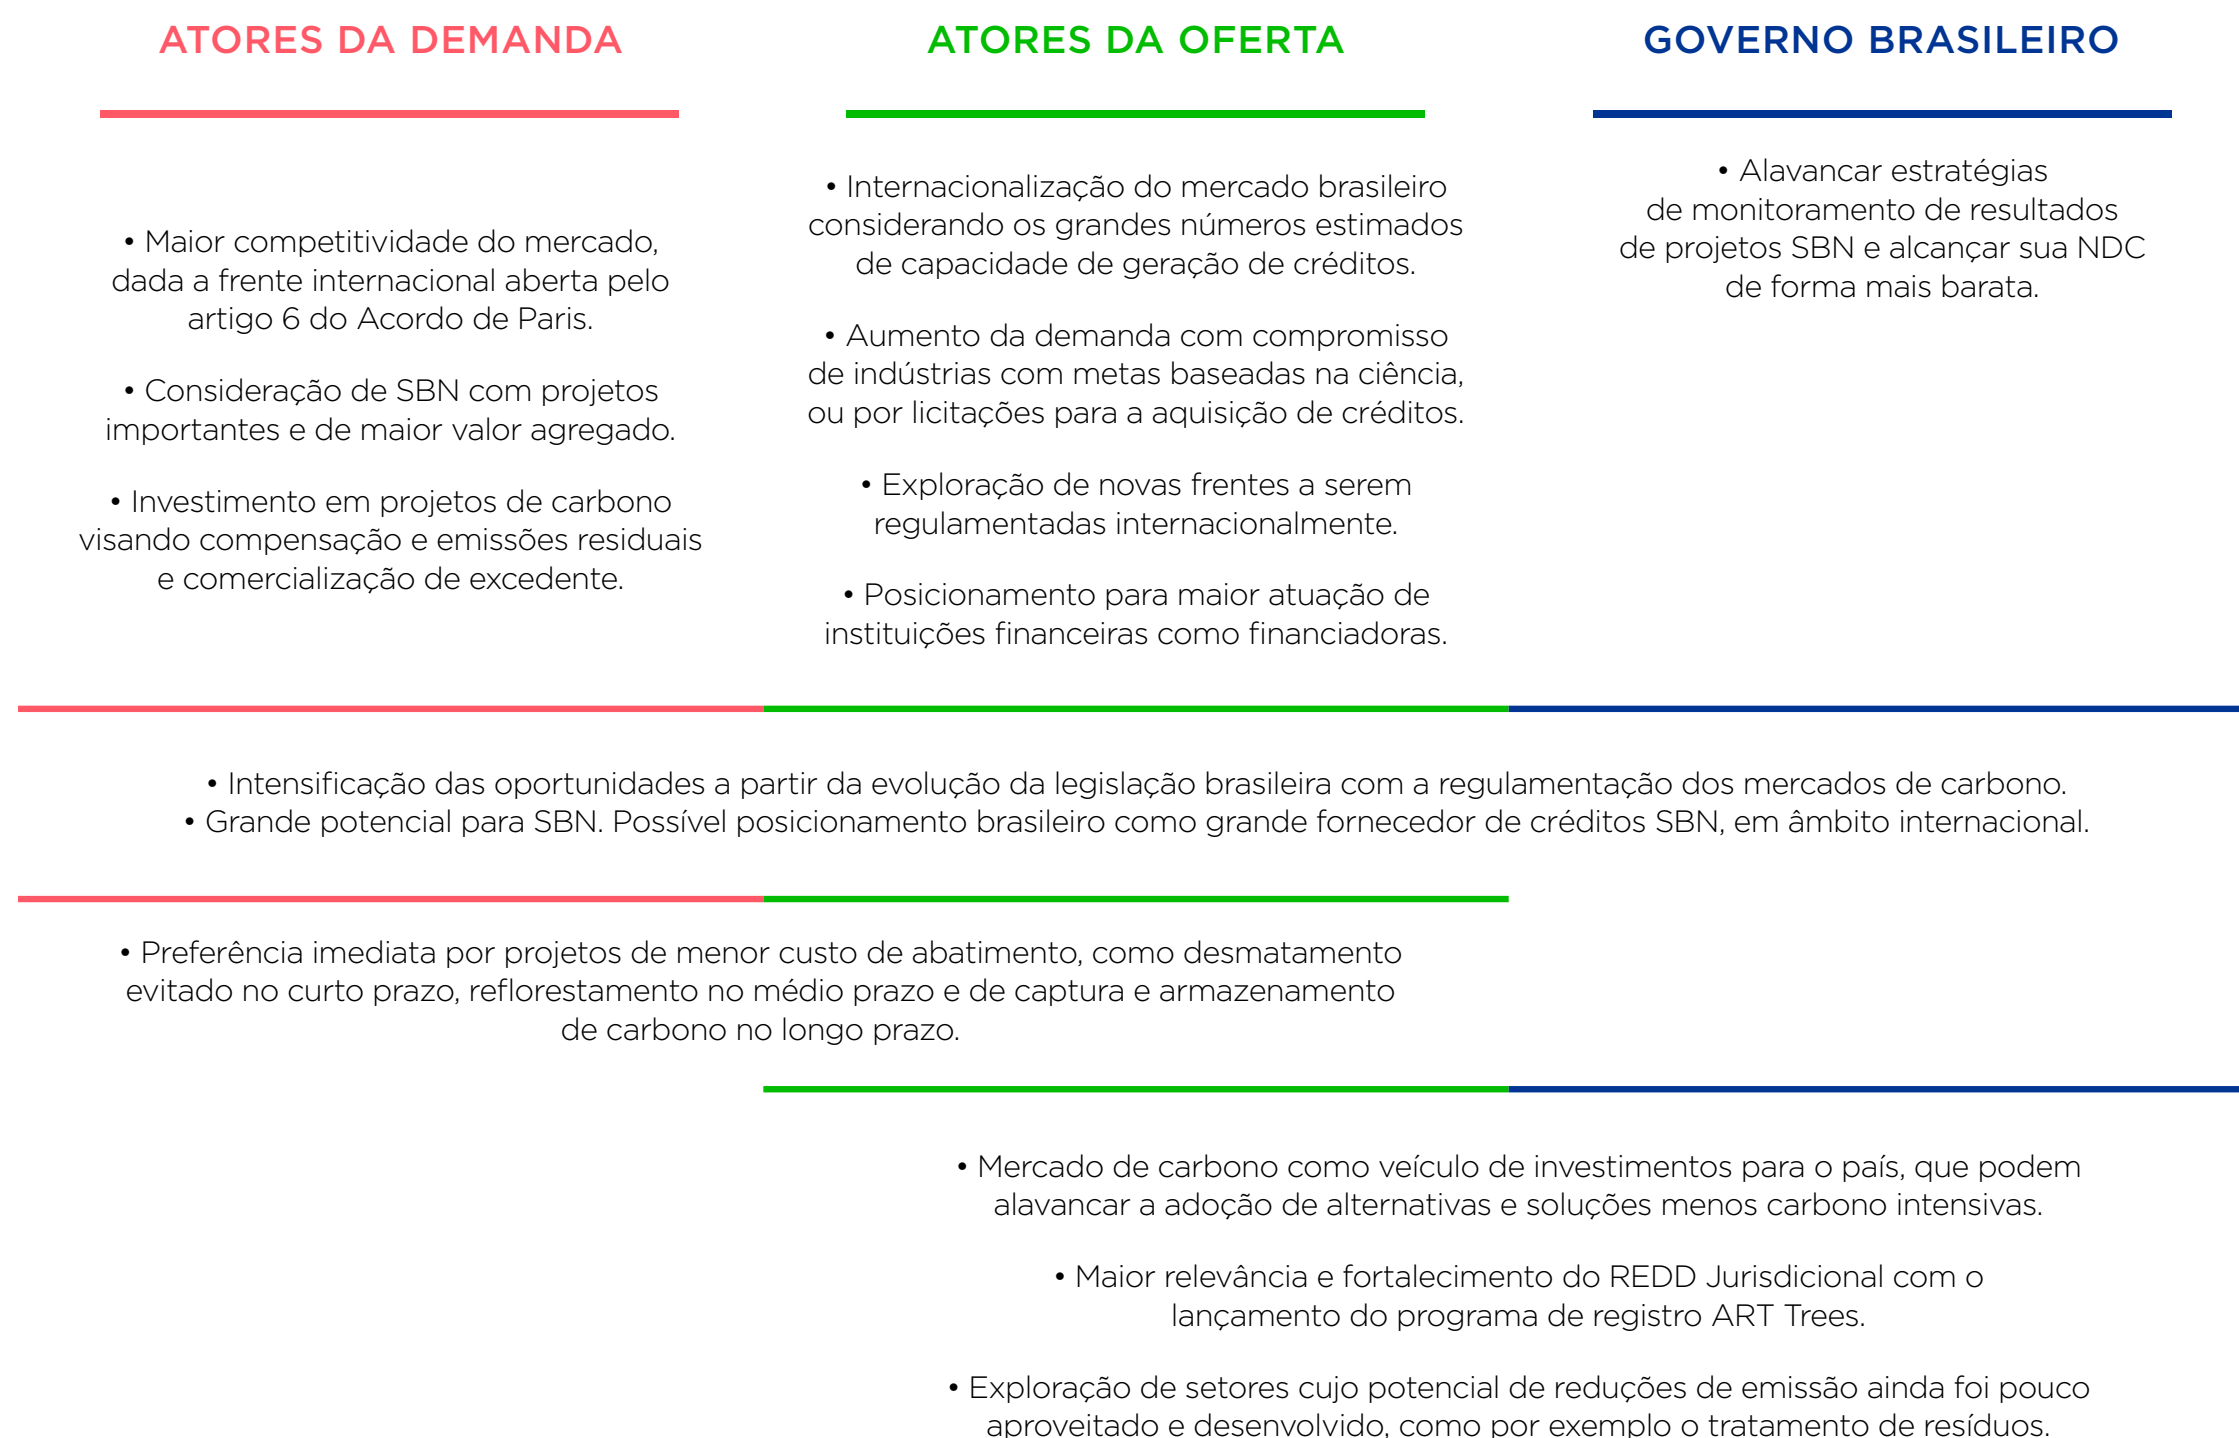 ATORES DA DEMANDA
• Maior competitividade do mercado,
dada a frente internacional aberta pelo
artigo 6 do Acordo de Paris.
• Consideração de SBN com projetos
importantes e de maior valor agregado.
• Investimento em projetos de carbono
visando compensação e emissões residuais
e comercialização de excedente.
ATORES DA OFERTA
• Internacionalização do mercado brasileiro
considerando os grandes números estimados
de capacidade de geração de créditos.
• Aumento da demanda com compromisso
de indústrias com metas baseadas na ciência,
ou por licitações para a aquisição de créditos.
• Exploração de novas frentes a serem
regulamentadas internacionalmente.
• Posicionamento para maior atuação de
instituições financeiras como financiadoras.
GOVERNO BRASILEIRO
• Alavancar estratégias
de monitoramento de resultados
de projetos SBN e alcançar sua NDC
de forma mais barata.
• Intensificação das oportunidades a partir da evolução da legislação brasileira com a regulamentação dos mercados de carbono.
• Grande potencial para SBN. Possível posicionamento brasileiro como grande fornecedor de créditos SBN, em âmbito internacional.
• Preferência imediata por projetos de menor custo de abatimento, como desmatamento
evitado no curto prazo, reflorestamento no médio prazo e de captura e armazenamento
de carbono no longo prazo.
• Mercado de carbono como veículo de investimentos para o país, que podem
alavancar a adoção de alternativas e soluções menos carbono intensivas.
• Maior relevância e fortalecimento do REDD Jurisdicional com o
lançamento do programa de registro ART Trees.
• Exploração de setores cujo potencial de reduções de emissão ainda foi pouco
aproveitado e desenvolvido, como por exemplo o tratamento de resíduos.